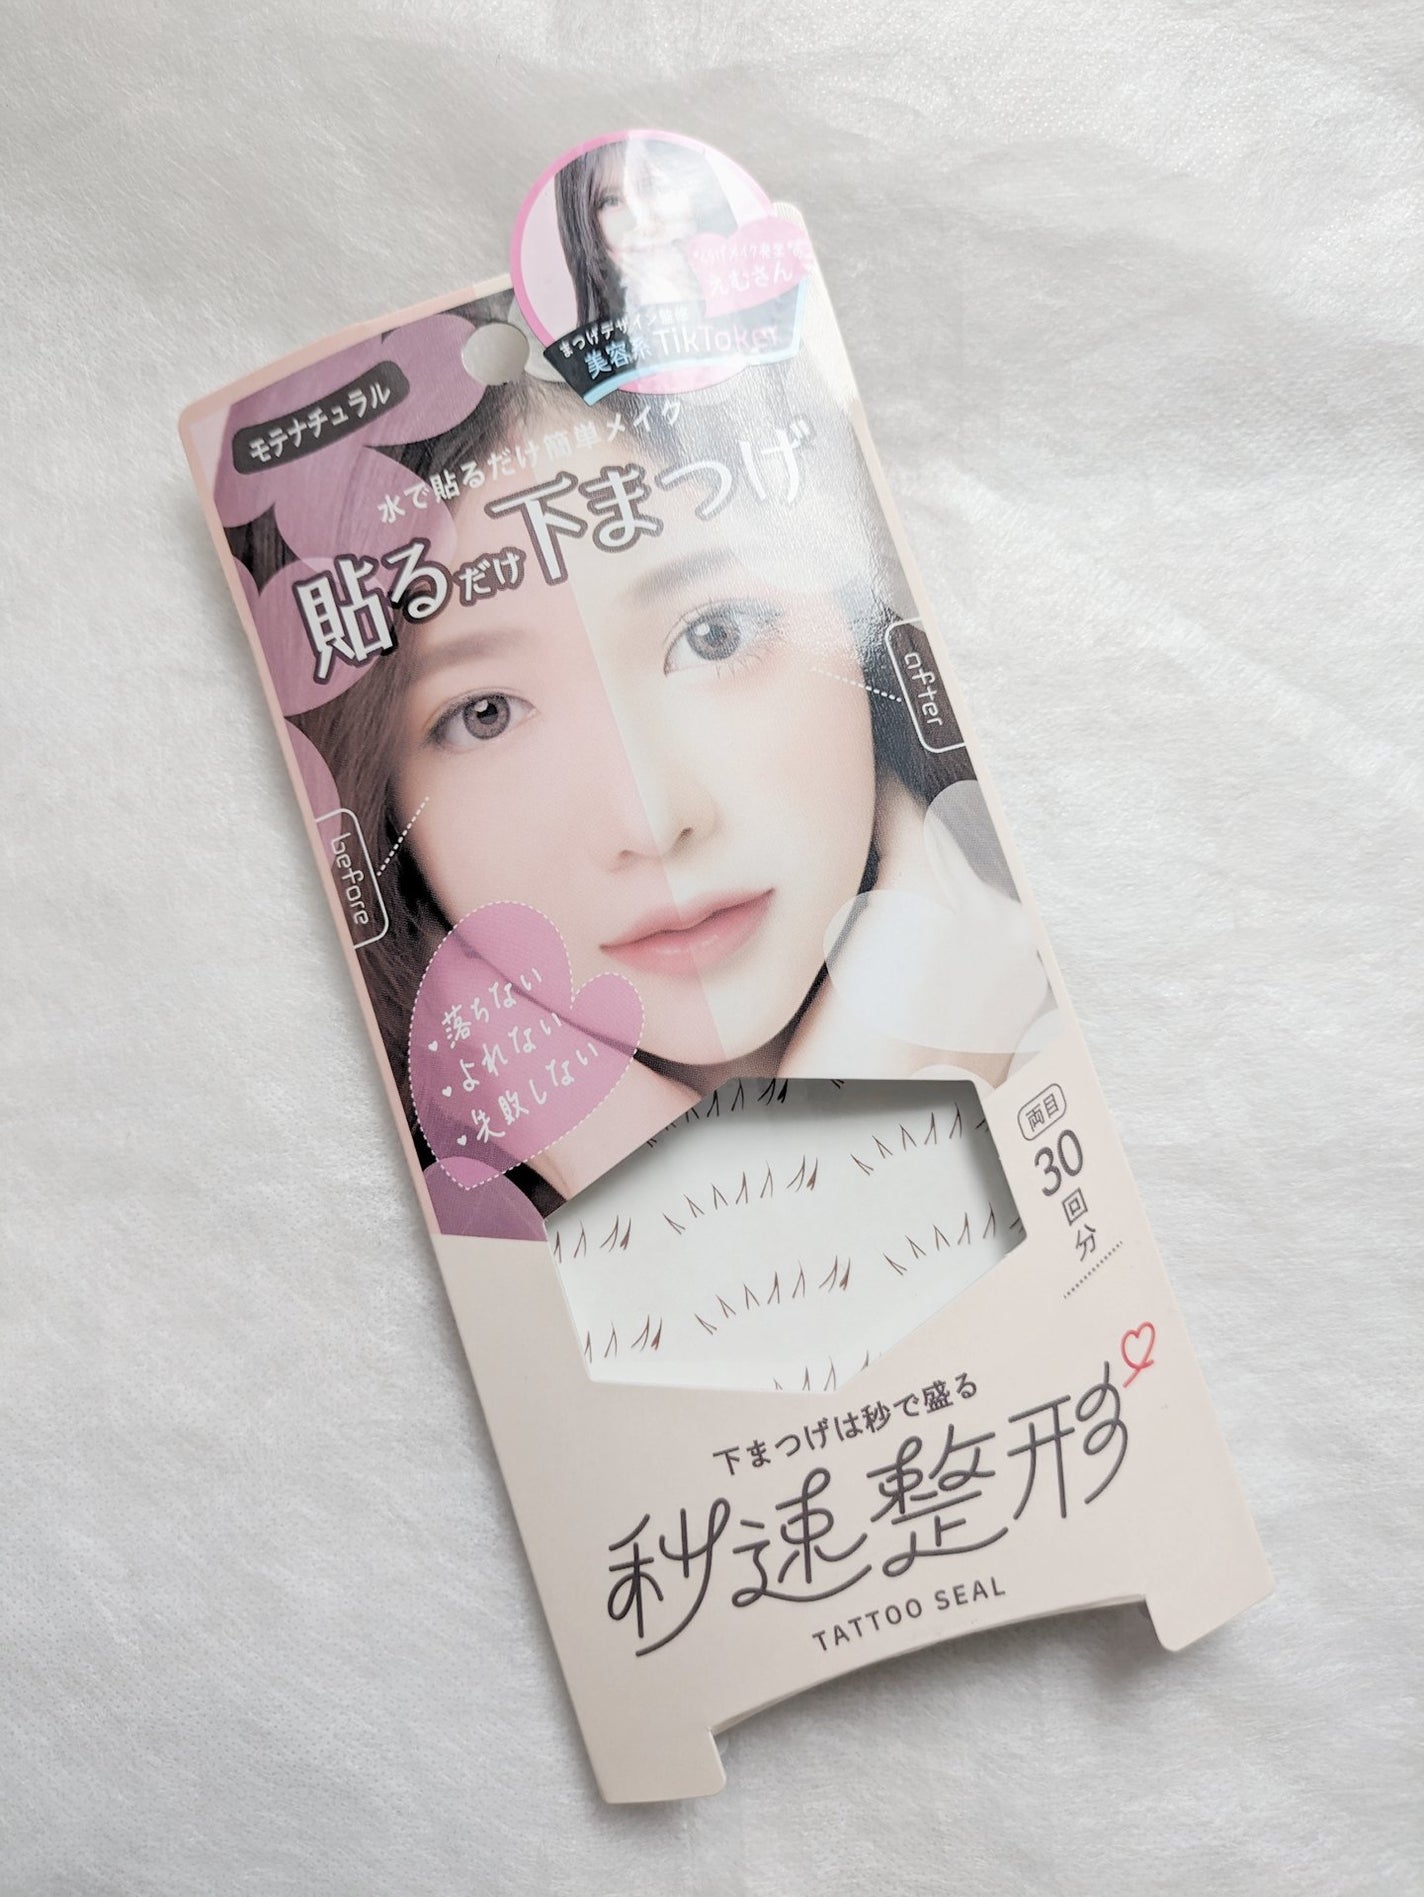 えむさん
まつげデザイン監修
美容系TikToker
モテナチュラル
水で貼るだけ簡単メイク
貼るだけ下まつげ
after
before
落ちない
よれない
失敗しない
両目
30回分
下まつげは秒で盛る
秒速整形
TATTOO SEAL